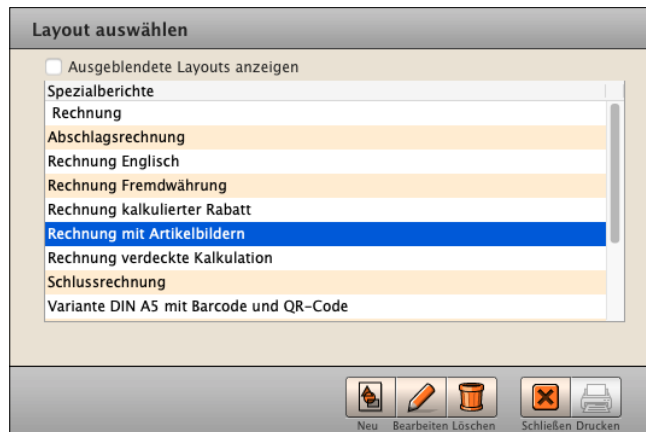 Layout auswählen
Ausgeblendete Layouts anzeigen
Spezialberichte
Rechnung
Abschlagsrechnung
Rechnung Englisch
Rechnung Fremdwährung
Rechnung kalkulierter Rabatt
Rechnung mit Artikelbildern
Rechnung verdeckte Kalkulation
Schlussrechnung
Variante DIN A5 mit Barcode und QR-Code
Neu Bearbeiten Löschen Schließen Drucken